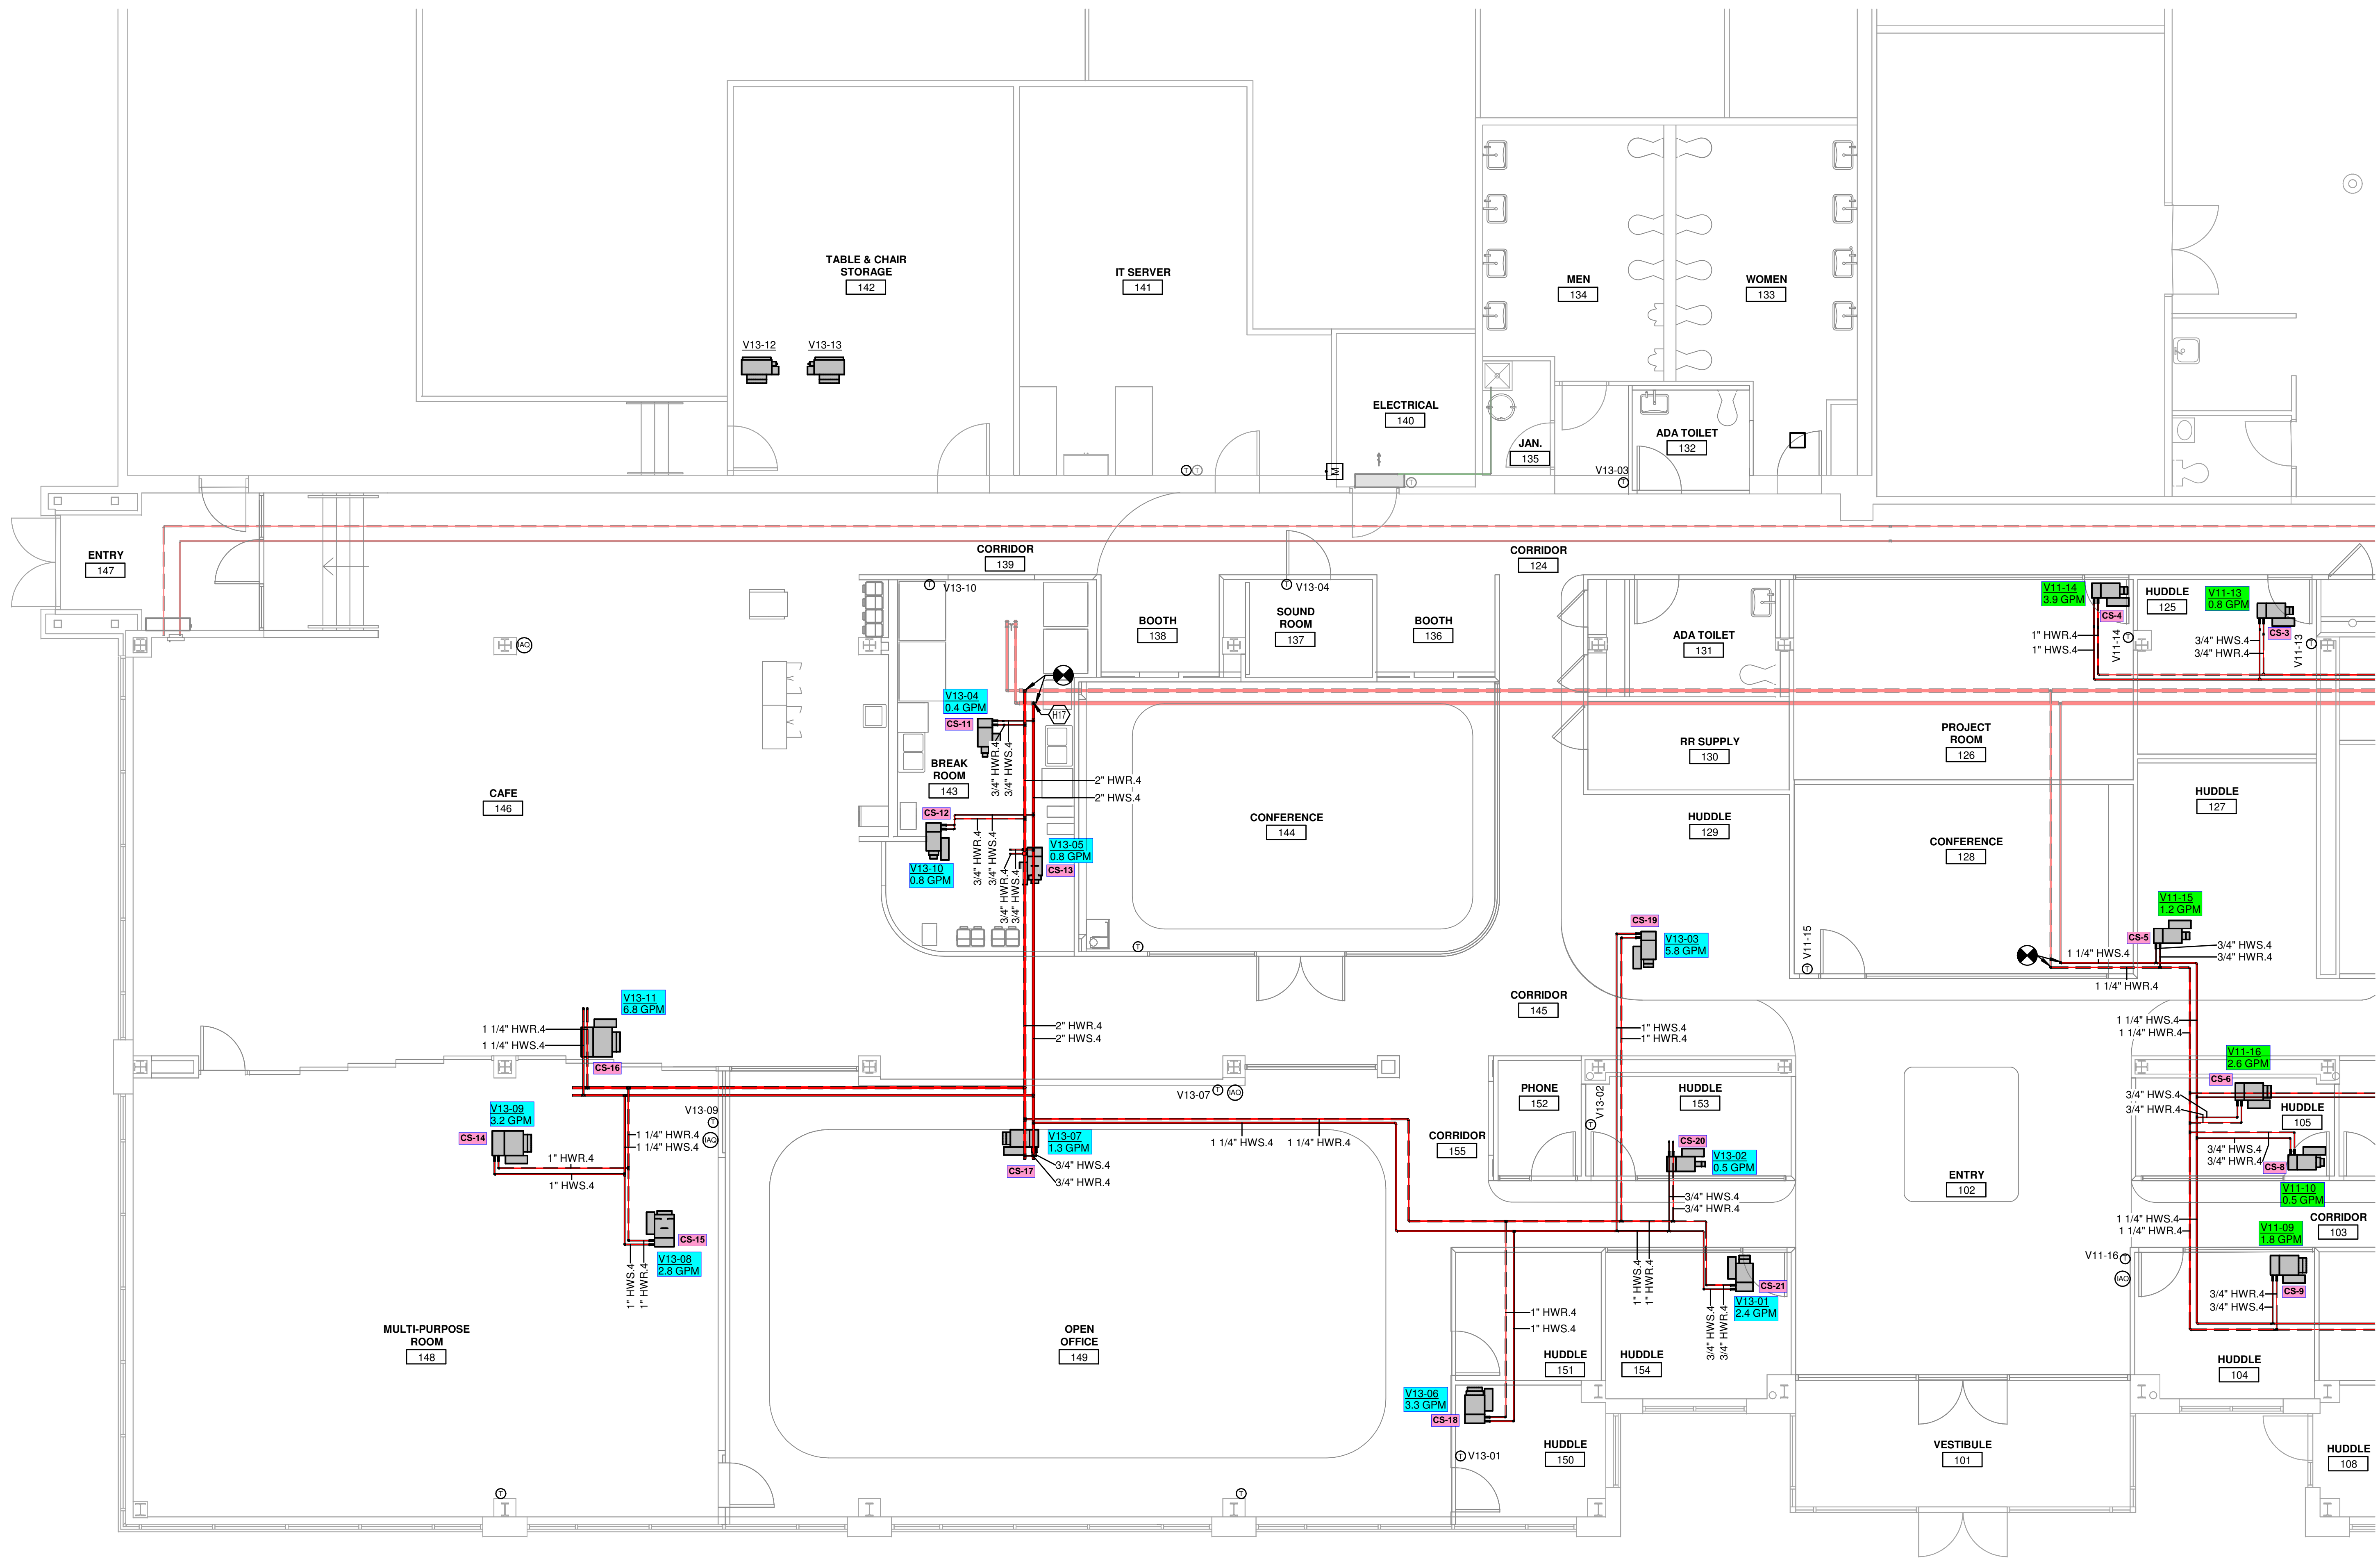 TABLE & CHAIR
STORAGE
142
IT SERVER
141
MEN
134
WOMEN
133
V13-12
V13-13
ELECTRICAL
140
JAN.
135
ADA TOILET
132
V13-03
T
T
T
T
M
ENTRY
147
CORRIDOR
139
CORRIDOR
124
T
V13-10
T
V13-04
BOOTH
138
SOUND
ROOM
137
BOOTH
136
ADA TOILET
131
V11-14
3.9 GPM
CS-4
HUDDLE
125
V11-13
0.8 GPM
CS-3
1" HWR.4
1" HWS.4
V11-14
T
3/4" HWS.4
3/4" HWR.4
V11-13
T
IAQ
V13-04
0.4 GPM
CS-11
H17
3/4" HWR.4
3/4" HWS.4
BREAK
ROOM
143
2" HWR.4
2" HWS.4
RR SUPPLY
130
PROJECT
ROOM
126
CAFE
146
CONFERENCE
144
HUDDLE
129
HUDDLE
127
CONFERENCE
128
CS-12
V13-10
0.8 GPM
3/4" HWR.4
3/4" HWS.4
V13-05
0.8 GPM
CS-13
3/4" HWR.4
3/4" HWS.4
T
CS-19
V13-03
5.8 GPM
V11-15
T
V11-15
1.2 GPM
CS-5
3/4" HWS.4
3/4" HWR.4
1 1/4" HWS.4
1 1/4" HWR.4
V13-11
6.8 GPM
1 1/4" HWR.4
1 1/4" HWS.4
CS-16
2" HWR.4
2" HWS.4
CORRIDOR
145
1" HWS.4
1" HWR.4
1 1/4" HWS.4
1 1/4" HWR.4
V11-16
2.6 GPM
CS-6
3/4" HWS.4
3/4" HWR.4
HUDDLE
105
PHONE
152
V13-02
T
HUDDLE
153
V13-07
T
IAQ
V13-09
3.2 GPM
CS-14
V13-09
T
IAQ
1 1/4" HWR.4
1 1/4" HWS.4
1" HWR.4
1" HWS.4
V13-07
1.3 GPM
CS-17
3/4" HWS.4
3/4" HWR.4
1 1/4" HWS.4
1 1/4" HWR.4
CORRIDOR
155
CS-20
V13-02
0.5 GPM
3/4" HWS.4
3/4" HWR.4
ENTRY
102
3/4" HWS.4
3/4" HWR.4
CS-8
V11-10
0.5 GPM
1 1/4" HWS.4
1 1/4" HWR.4
V11-09
1.8 GPM
CORRIDOR
103
CS-15
V13-08
2.8 GPM
1" HWS.4
1" HWR.4
1" HWS.4
1" HWR.4
CS-21
V13-01
2.4 GPM
3/4" HWS.4
3/4" HWR.4
V11-16
T
IAQ
CS-9
3/4" HWR.4
3/4" HWS.4
MULTI-PURPOSE
ROOM
148
OPEN
OFFICE
149
1" HWR.4
1" HWS.4
HUDDLE
151
HUDDLE
154
HUDDLE
104
V13-06
3.3 GPM
CS-18
T
V13-01
HUDDLE
150
VESTIBULE
101
HUDDLE
108
T
T